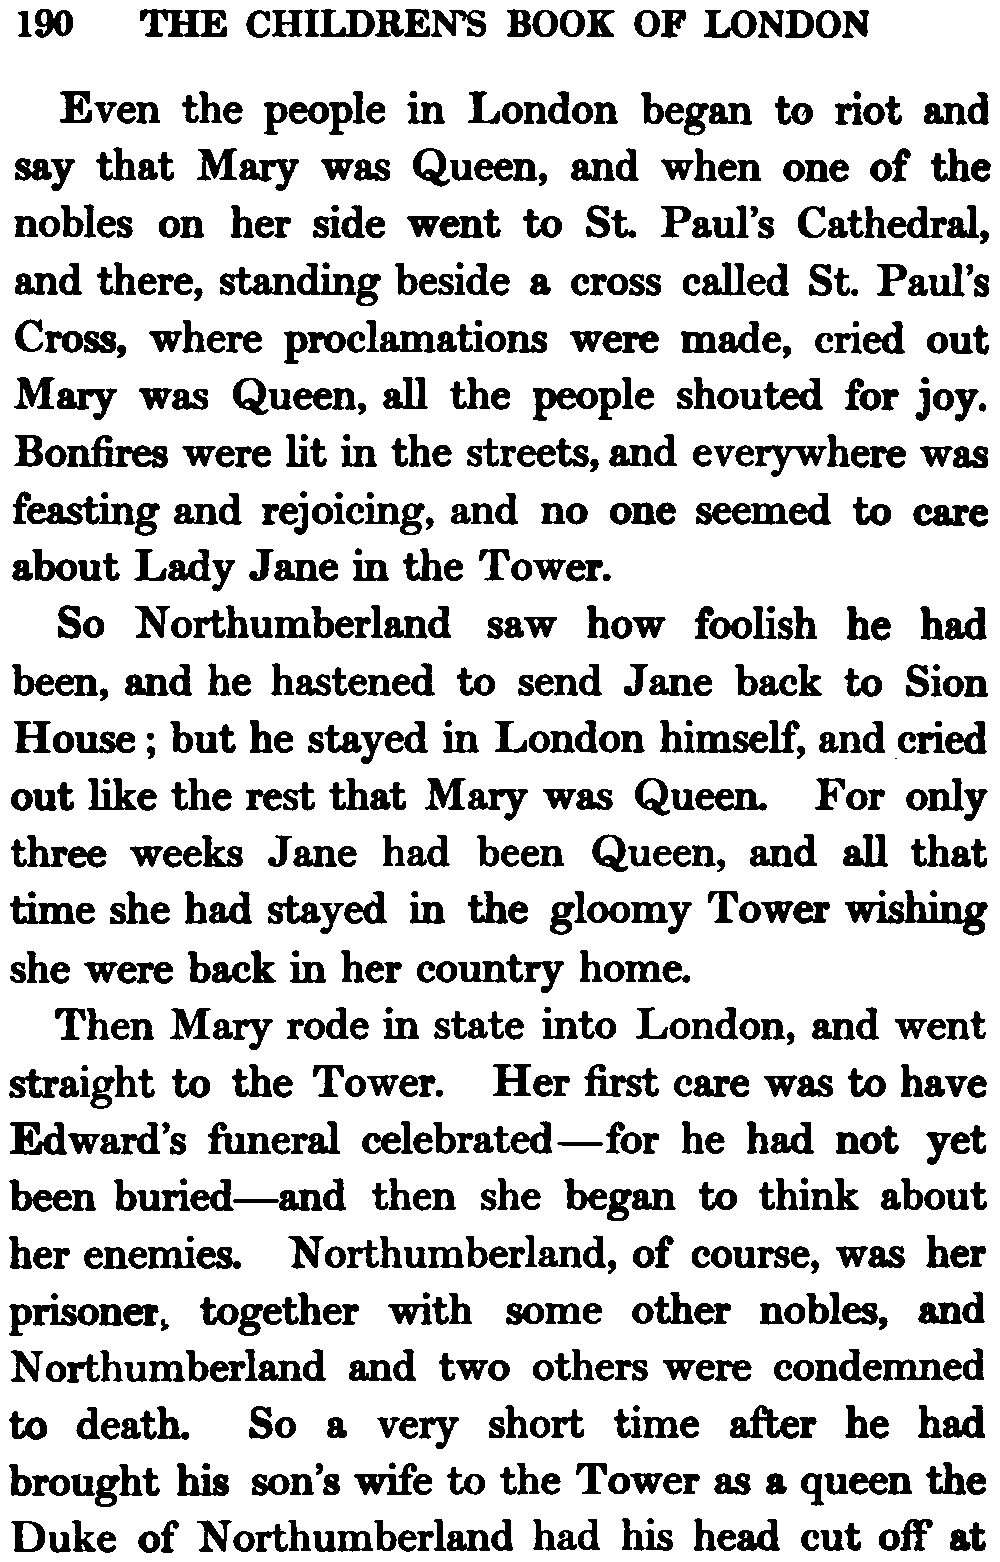 190 THE CHILDREN'S BOOK OF LONDON
Even the people in London began to riot and
say that Mary was Queen, and when one of the
nobles on her side went to St. Paul's Cathedral,
and there, standing beside a cross called St. Paul's
Cross, where proclamations were made, cried out
Mary was Queen, all the people shouted for joy.
Bonfires were lit in the streets, and everywhere was
feasting and rejoicing, and no one seemed to care
about Lady Jane in the Tower.
So Northumberland saw how foolish he had
been, and he hastened to send Jane back to Sion
House ; but he stayed in London himself, and cried
out like the rest that Mary was Queen. For only
three weeks Jane had been Queen, and all that
time she had stayed in the gloomy Tower wishing
she were back in her country home.
Then Mary rode in state into London, and went
straight to the Tower. Her first care was to have
Edward's funeral celebrated—for he had not yet
been buried—and then she began to think about
her enemies. Northumberland, of course, was her
prisoner, together with some other nobles, and
Northumberland and two others were condemned
to death. So a very short time after he had
brought his son's wife to the Tower as a queen the
Duke of Northumberland had his head cut off at